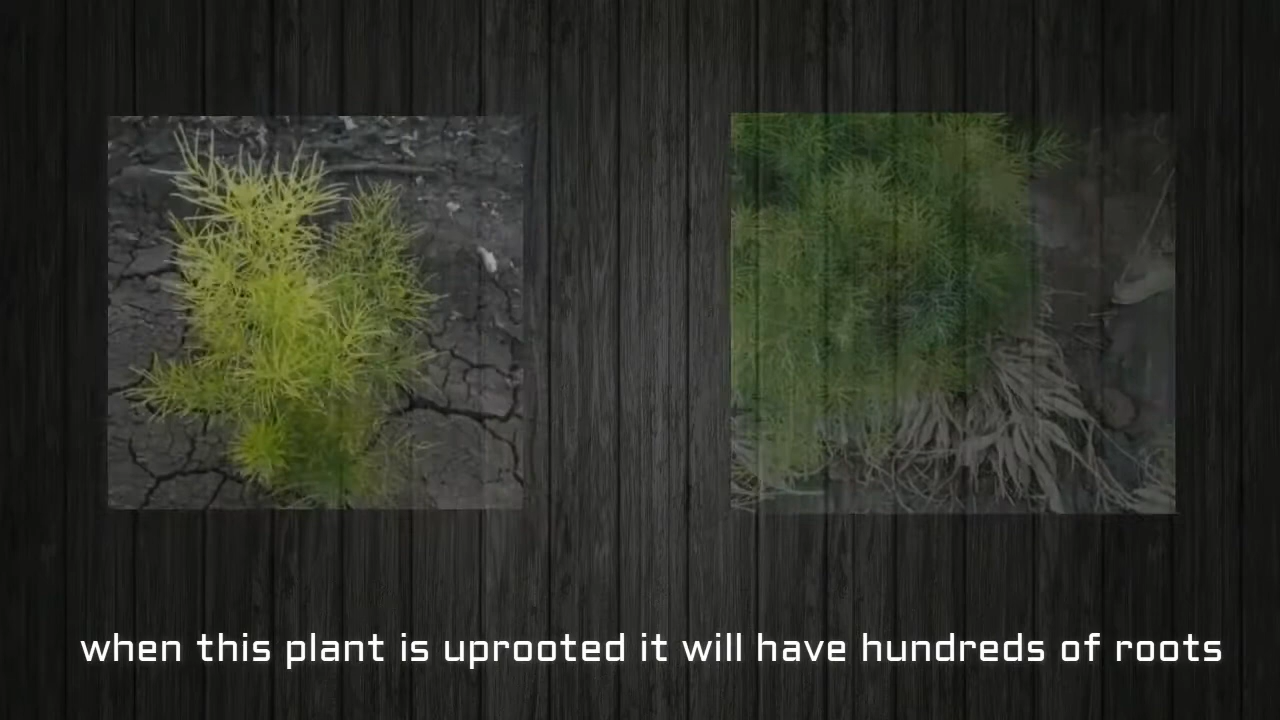 when this plant is uprooted it will have hundreds of roots